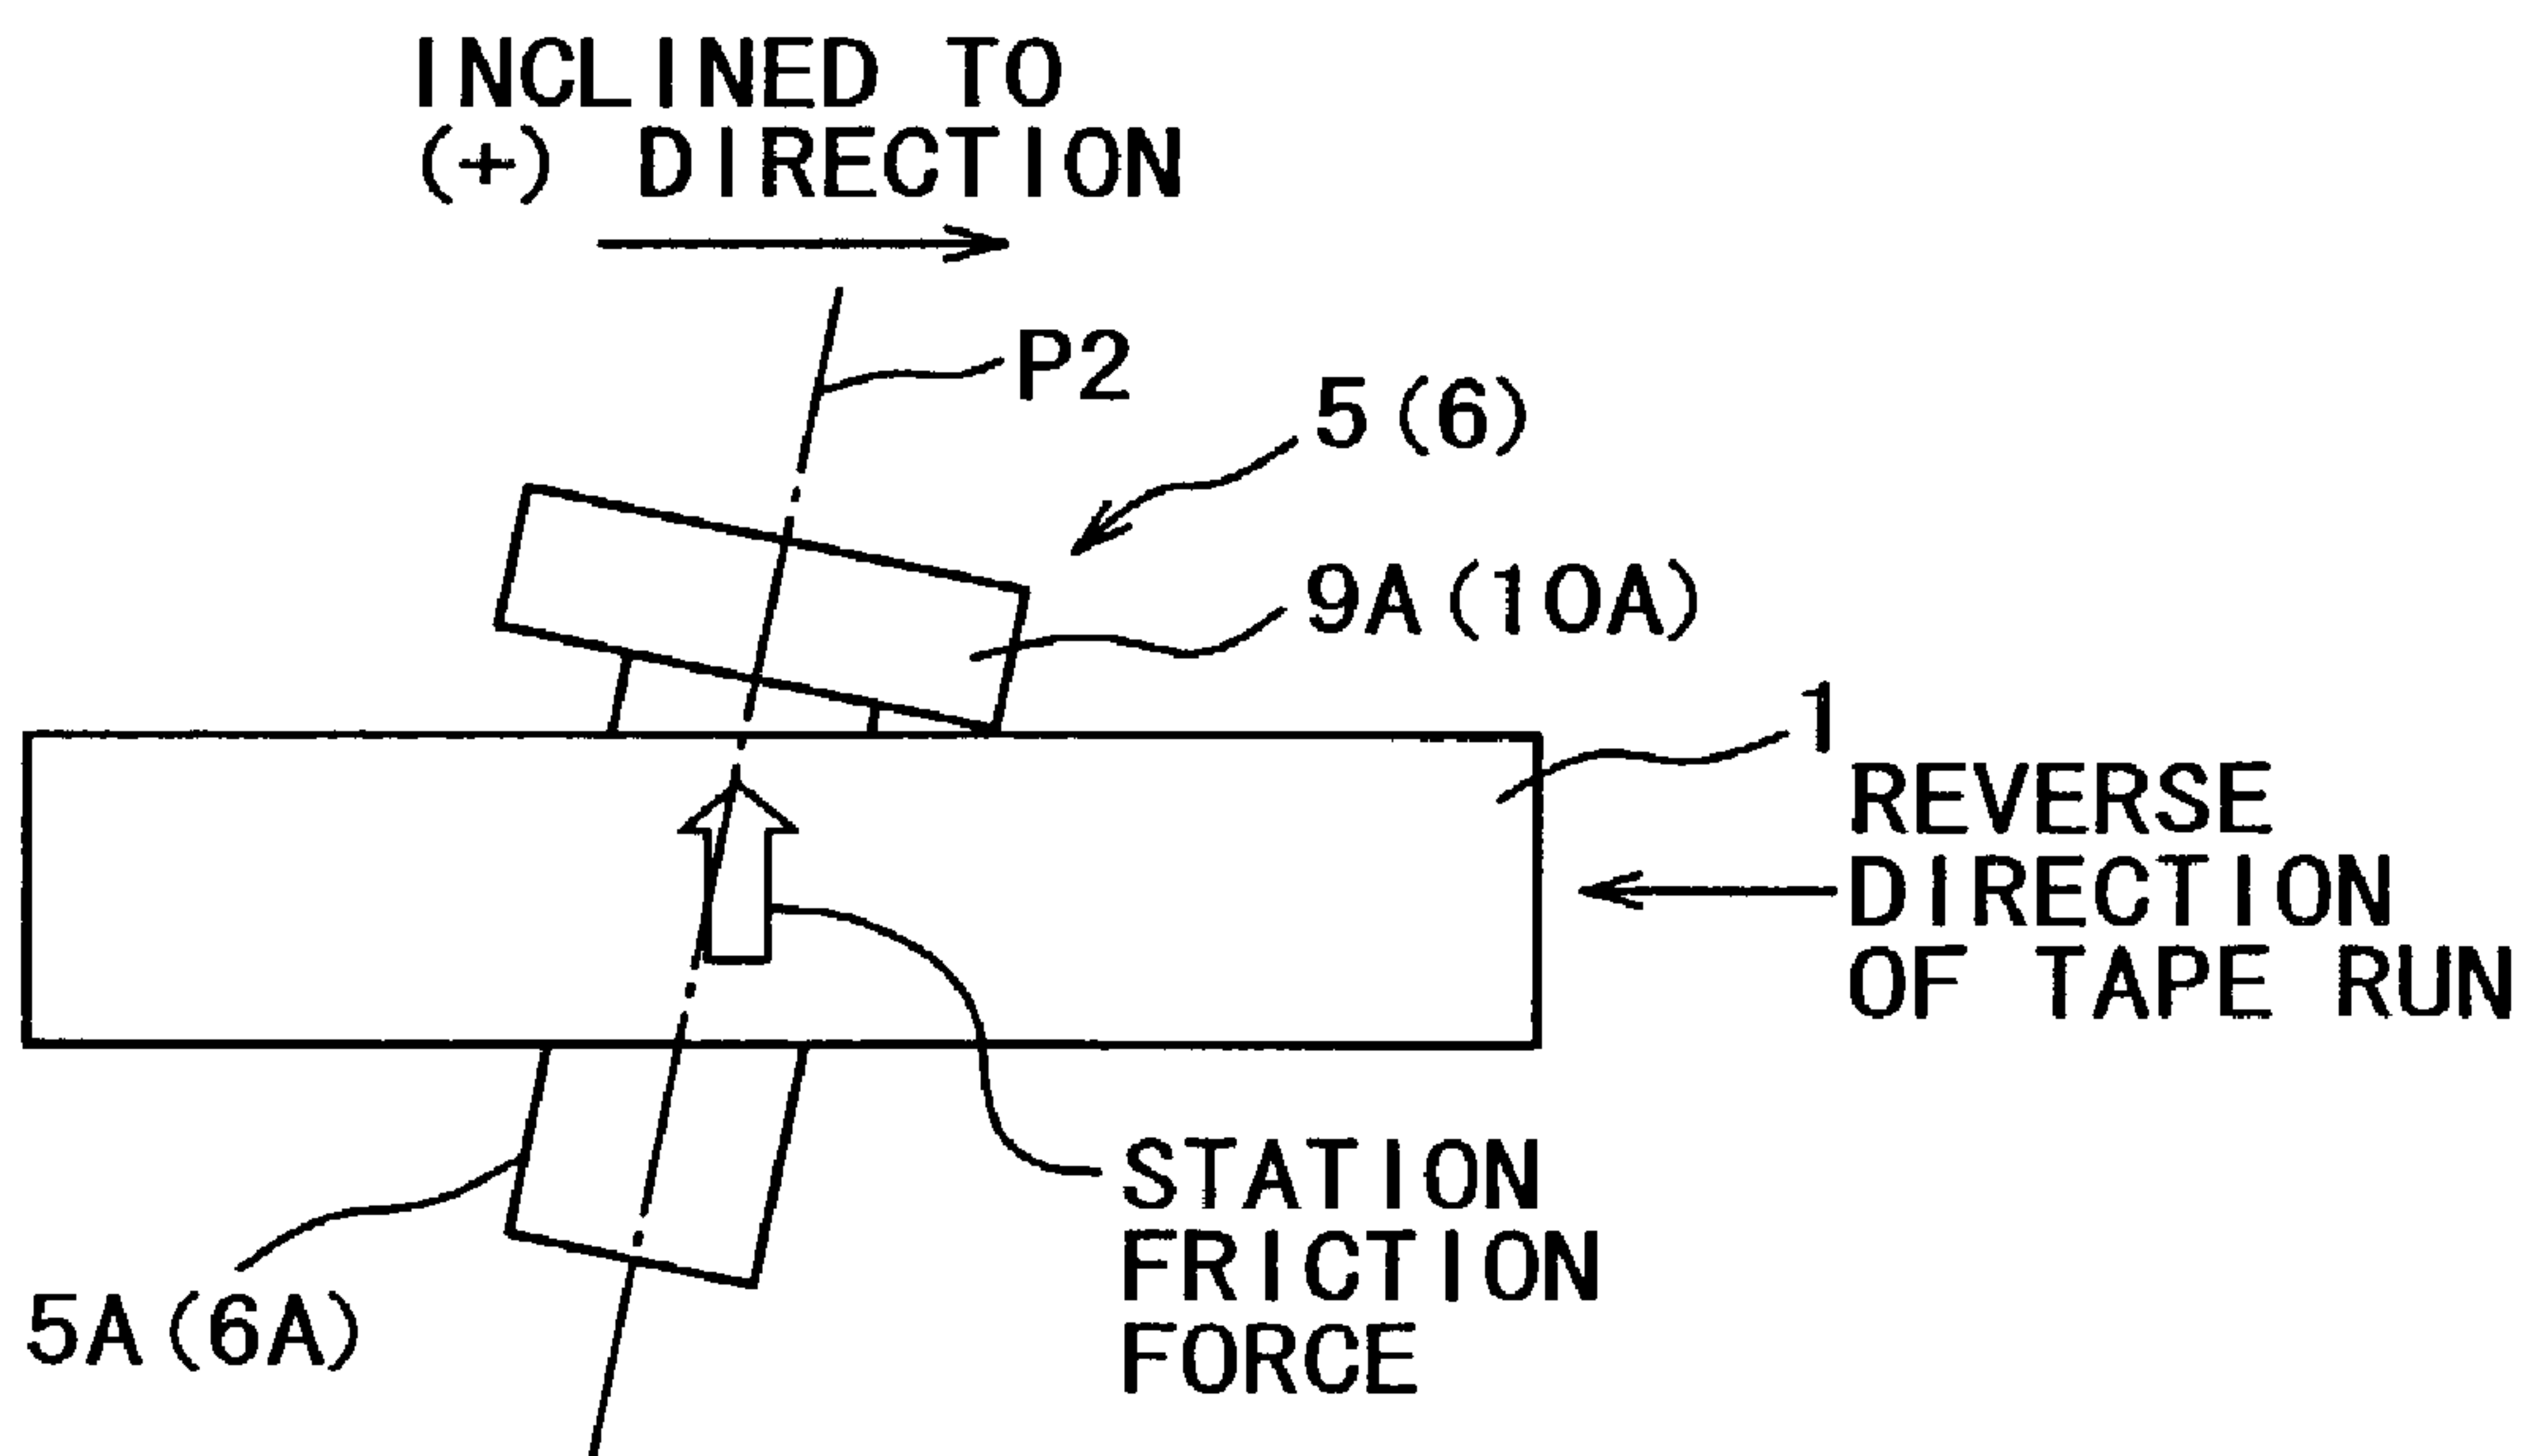 INCLINED TO
(+) DIRECTION
P2
5(6)
9A(10A)
1
REVERSE
DIRECTION
OF TAPE RUN
STATION
FRICTION
FORCE
5A(6A)